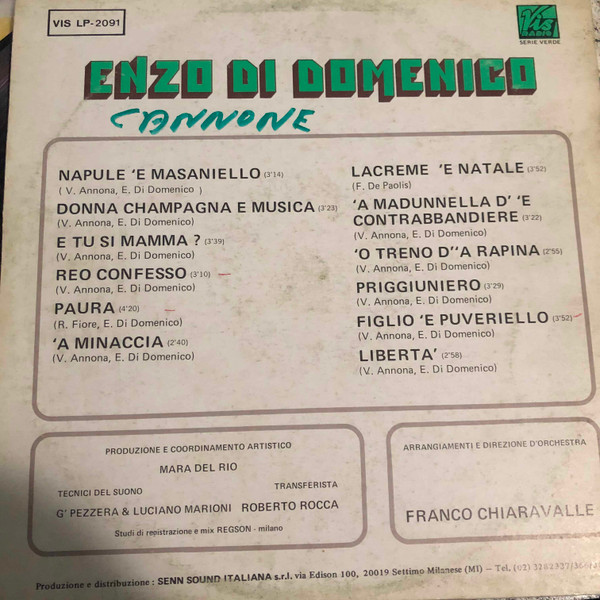 VIS LP-2091
Vis
RADIO
SERIE VERDE
ENZO DI DOMENICO
CANNONE
NAPULE 'E MASANIELLO (3'14)
( V. Annona, E. Di Domenico )
DONNA CHAMPAGNA E MUSICA (3'23)
(V. Annona, E. Di Domenico)
E TU SI MAMMA ? (3'39)
(V. Annona, E. Di Domenico)
REO CONFESSO (3'10)
(V. Annona, E. Di Domenico)
PAURA (4'20)
(R. Fiore, E. Di Domenico)
'A MINACCIA (2'40)
(V. Annona, E. Di Domenico)
LACREME 'E NATALE (3'52)
(F. De Paolis)
'A MADUNNELLA D' 'E
CONTRABBANDIERE (3'22)
(V. Annona, E. Di Domenico)
'O TRENO D''A RAPINA (2'55)
(V. Annona, E. Di Domenico)
PRIGGIUNIERO (3'29)
(V. Annona, E. Di Domenico)
FIGLIO 'E PUVERIELLO (3'52)
(V. Annona, E. Di Domenico)
LIBERTA' (2'58)
(V. Annona, E. Di Domenico)
PRODUZIONE E COORDINAMENTO ARTISTICO
MARA DEL RIO
TECNICI DEL SUONO
G' PEZZERA & LUCIANO MARIONI
TRANSFERISTA
ROBERTO ROCCA
Studi di registrazione e mix REGSON - milano
ARRANGIAMENTI E DIREZIONE D'ORCHESTRA
FRANCO CHIARAVALLE
Produzione e distribuzione : SENN SOUND ITALIANA s.r.l. via Edison 100, 20019 Settimo Milanese (MI) - Tel. (02)